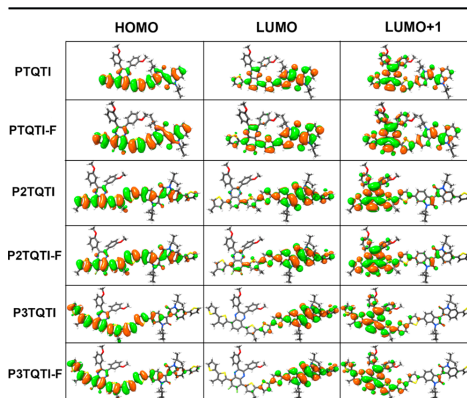 HOMO LUMO LUMO+1
PTQTI
PTQTI-F
P2TQTI
P2TQTI-F
P3TQTI
P3TQTI-F